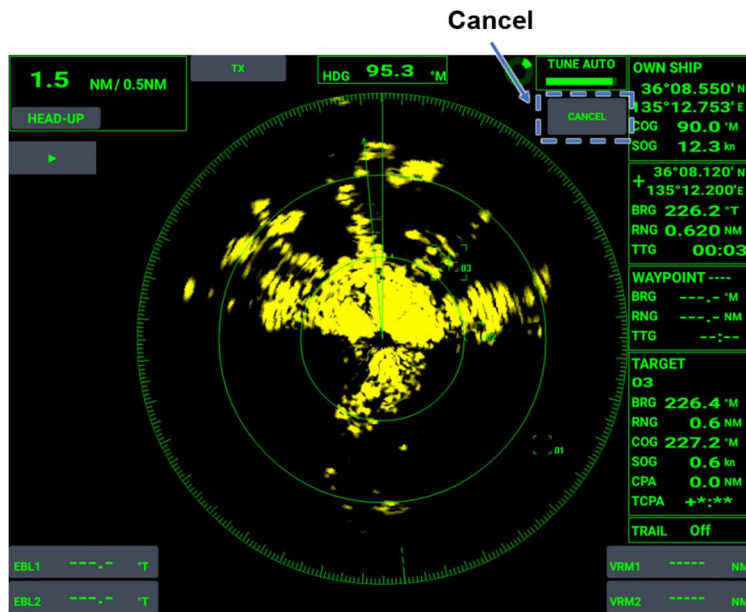 Cancel
1.5 NM / 0.5NM
HEAD-UP
TX
HDG 95.3 °M
TUNE AUTO
CANCEL
OWN SHIP
36°08.550' N
135°12.753' E
COG 90.0 °M
SOG 12.3 kn
+ 36°08.120' N
135°12.200'E
BRG 226.2 °T
RNG 0.620 NM
TTG 00:03
WAYPOINT ----
BRG ---.- °M
RNG ---.- NM
TTG --:--
TARGET
03
BRG 226.4 °M
RNG 0.6 NM
COG 227.2 °M
SOG 0.6 kn
CPA 0.0 NM
TCPA +*:**
TRAIL Off
03
01
EBL1 ---.- °T
EBL2 ---.- °T
VRM1 ----- NM
VRM2 ----- NM